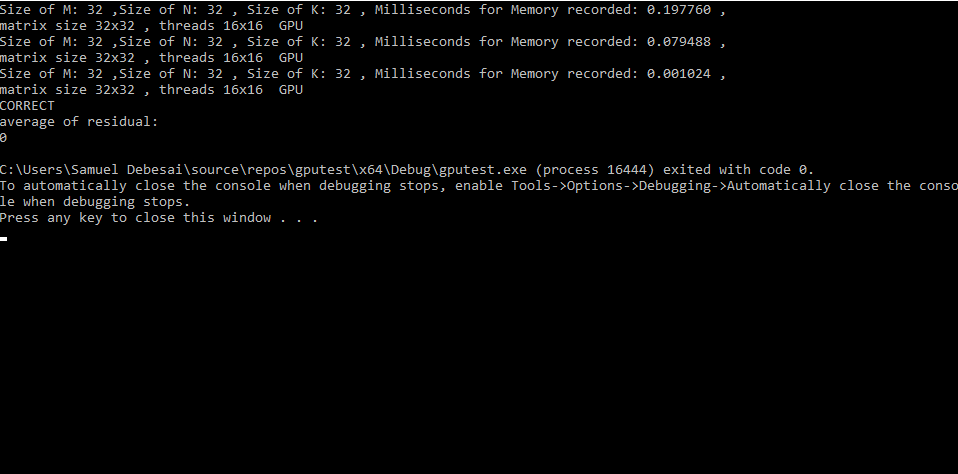 Size of M: 32 ,Size of N: 32 , Size of K: 32 , Milliseconds for Memory recorded: 0.197760 ,
matrix size 32x32 , threads 16x16  GPU
Size of M: 32 ,Size of N: 32 , Size of K: 32 , Milliseconds for Memory recorded: 0.079488 ,
matrix size 32x32 , threads 16x16  GPU
Size of M: 32 ,Size of N: 32 , Size of K: 32 , Milliseconds for Memory recorded: 0.001024 ,
matrix size 32x32 , threads 16x16  GPU
CORRECT
average of residual:
0
C:\Users\Samuel Debesai\source\repos\gputest\x64\Debug\gputest.exe (process 16444) exited with code 0.
To automatically close the console when debugging stops, enable Tools->Options->Debugging->Automatically close the conso
le when debugging stops.
Press any key to close this window . . .